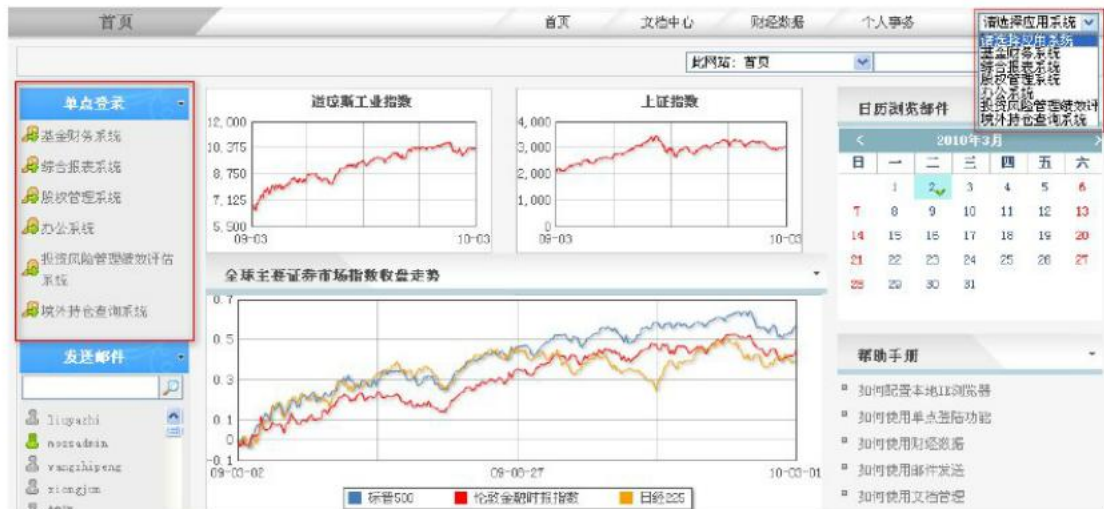 首页
首页 文档中心 财经数据 个人事务 请选择应用系统
请选择应用系统
基金财务系统
综合报表系统
股权管理系统
办公系统
投资风险管理绩效评
境外持仓查询系统
此网站: 首页
单点登录
基金财务系统
综合报表系统
股权管理系统
办公系统
投资风险管理绩效评估
系统
境外持仓查询系统
发送邮件
liuyazhi
yangzhipeng
xiongjun
道琼斯工业指数
12,000
10,375
8,750
7,125
5,500
09-03 10-03
上证指数
4,000
3,000
2,000
1,000
0
09-03 10-03
全球主要证券市场指数收盘走势
0.7
0.5
0.3
0.1
0
-0.1
09-03-02 09-08-27 10-03-01
标普500 伦敦金融时报指数 日经225
日历浏览部件
< 2010年3月 >
日 一 二 三 四 五 六
1 2 3 4 5 6
7 8 9 10 11 12 13
14 15 16 17 18 19 20
21 22 23 24 25 26 27
28 29 30 31
帮助手册
如何配置本地IE浏览器
如何使用单点登陆功能
如何使用财经数据
如何使用邮件发送
如何使用文档管理